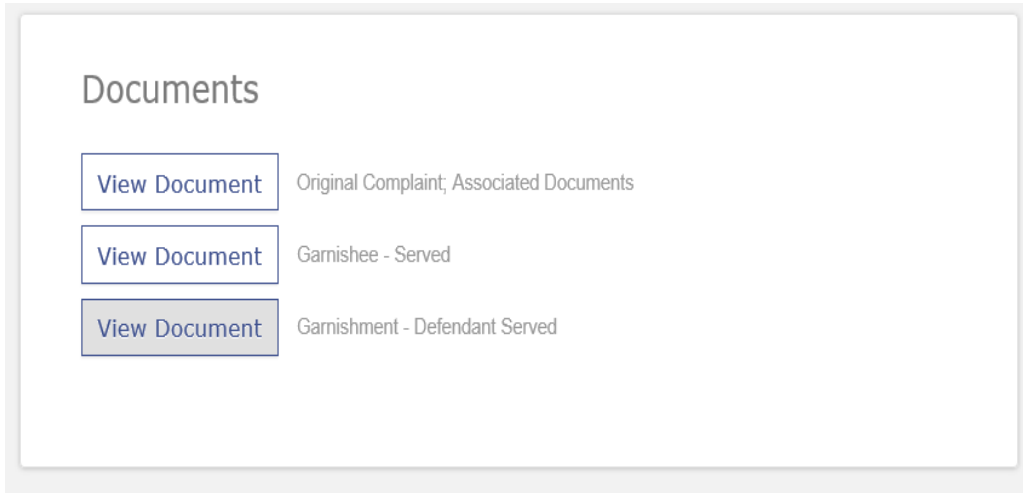 Documents
View Document Original Complaint; Associated Documents
View Document Garnishee - Served
View Document Garnishment - Defendant Served